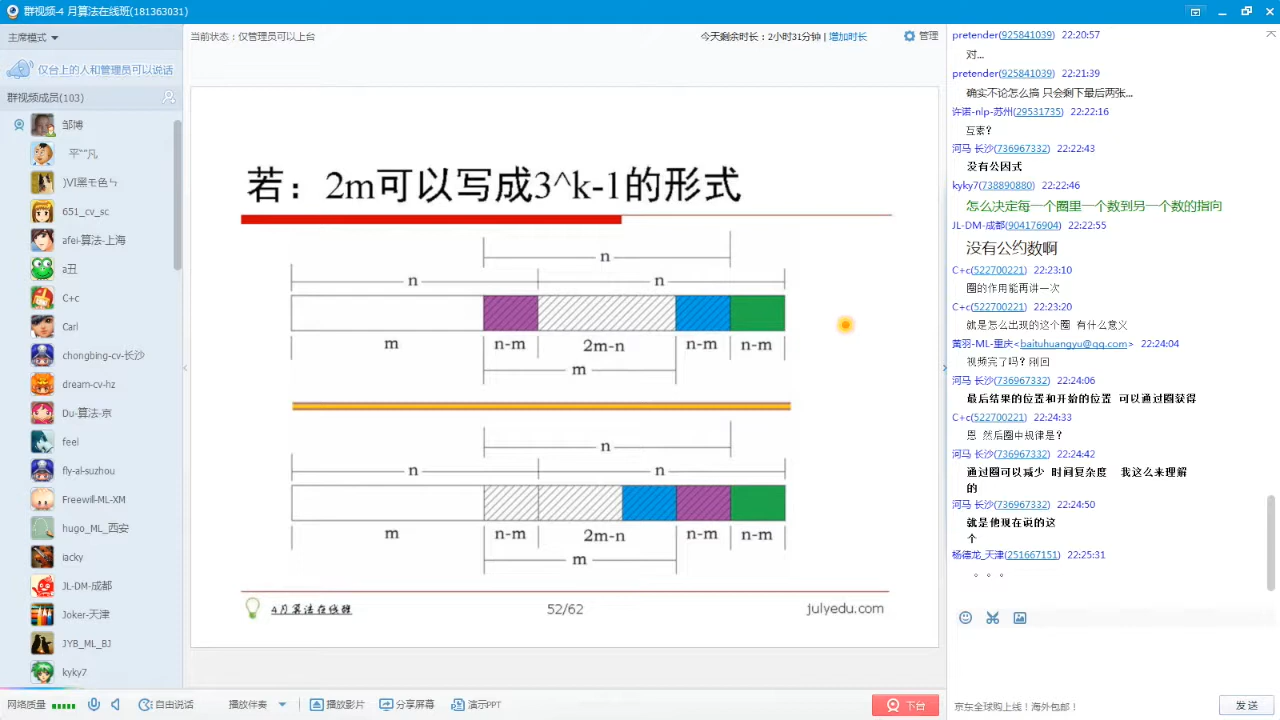 群视频-4 月算法在线班(181363031)
主席模式
仅台上的人和管理员可以说话
群视频成员(103)
邹博
平凡
651_cv_sc
afei-算法-上海
a丑
C+c
Carl
chongbing-cv-长沙
dream-cv-hz
Du-算法-京
feel
fly-al-suzhou
Freewill-ML-XM
hugo_ML_西安
JL-DM-成都
Joker-天津
JYB_ML_BJ
kyky7
网络质量
自由说话
当前状态：仅管理员可以上台
今天剩余时长：2小时31分钟 | 增加时长
管理
若：2m可以写成3^k-1的形式
n
n n
m n-m 2m-n n-m n-m
m
n
n n
m n-m 2m-n n-m n-m
m
4月算法在线班
52/62
julyedu.com
播放伴奏
播放影片
分享屏幕
演示PPT
下台
pretender(925841039) 22:20:57
对...
pretender(925841039) 22:21:39
确实不论怎么搞 只会剩下最后两张...
许诺-nlp-苏州(29531735) 22:22:16
互素？
河马 长沙(736967332) 22:22:43
没有公因式
kyky7(738890880) 22:22:46
怎么决定每一个圈里一个数到另一个数的指向
JL-DM-成都(904176904) 22:22:55
没有公约数啊
C+c(522700221) 22:23:10
圈的作用能再讲一次
C+c(522700221) 22:23:20
就是怎么出现的这个圈 有什么意义
黄羽-ML-重庆<baituhuangyu@qq.com> 22:24:04
视频完了吗？刚回
河马 长沙(736967332) 22:24:06
最后结果的位置和开始的位置 可以通过圈获得
C+c(522700221) 22:24:33
恩 然后圈中规律是？
河马 长沙(736967332) 22:24:42
通过圈可以减少 时间复杂度 我这么来理解
的
河马 长沙(736967332) 22:24:50
就是他现在说的这
个
杨德龙_天津(251667151) 22:25:31
。。。
京东全球购上线！海外包邮！
发送